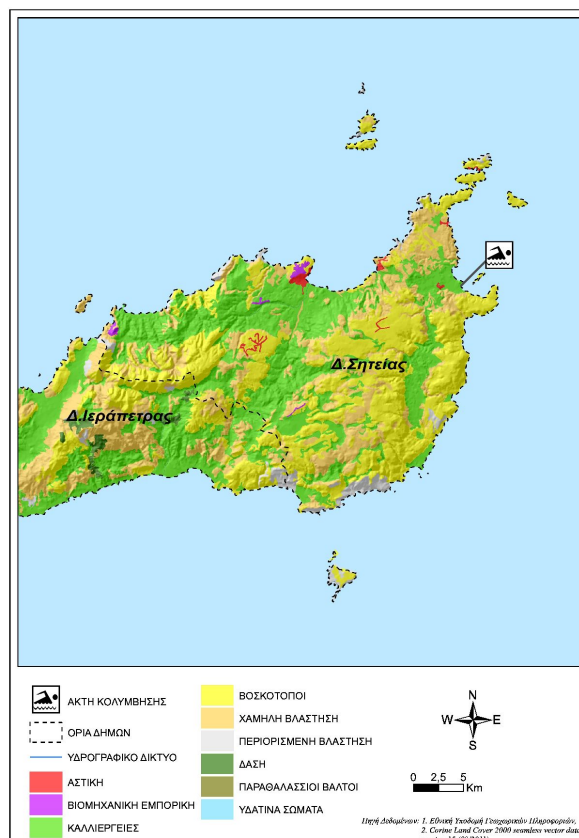 Δ.Σητείας
Δ.Ιεράπετρας
ΑΚΤΗ ΚΟΛΥΜΒΗΣΗΣ
ΟΡΙΑ ΔΗΜΩΝ
ΥΔΡΟΓΡΑΦΙΚΟ ΔΙΚΤΥΟ
ΑΣΤΙΚΗ
ΒΙΟΜΗΧΑΝΙΚΗ ΕΜΠΟΡΙΚΗ
ΚΑΛΛΙΕΡΓΕΙΕΣ
ΒΟΣΚΟΤΟΠΟΙ
ΧΑΜΗΛΗ ΒΛΑΣΤΗΣΗ
ΠΕΡΙΟΡΙΣΜΕΝΗ ΒΛΑΣΤΗΣΗ
ΔΑΣΗ
ΠΑΡΑΘΑΛΑΣΣΙΟΙ ΒΑΛΤΟΙ
ΥΔΑΤΙΝΑ ΣΩΜΑΤΑ
N
W E
S
0 2,5 5
Km
Πηγή Δεδομένων: 1. Εθνική Υποδομή Γεωχωρικών Πληροφοριών,
2. Corine Land Cover 2000 seamless vector data